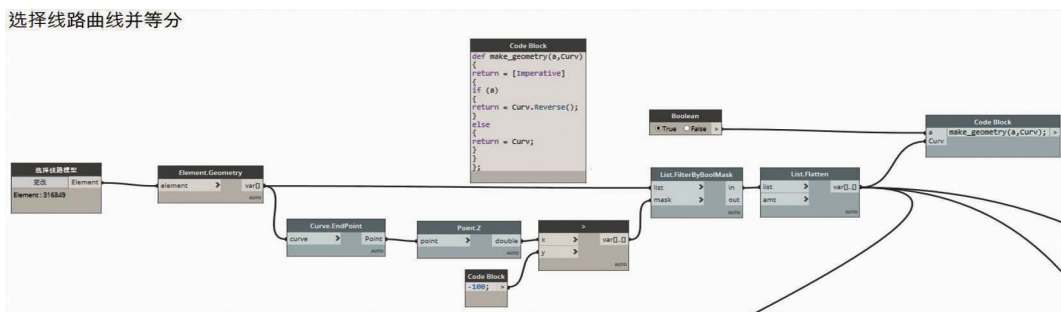 选择线路曲线并等分
Code Block
def make_geometry(a,Curv)
{
return = [Imperative]
{
if (a)
{
return = Curv.Reverse();
}
else
{
return = Curv;
}
}
};
Boolean
True False >
Code Block
a make_geometry(a,Curv); >
Curv
选择线路模型
更改 Element
Element : 316849
Element.Geometry
element > var[]
AUTO
List.FilterByBoolMask
list > in
mask > out
AUTO
List.Flatten
list > var[]..[]
amt >
AUTO
Curve.EndPoint
curve > Point
AUTO
Point.Z
point > double
AUTO
>
x > var[]..[]
y >
AUTO
Code Block
-100; >